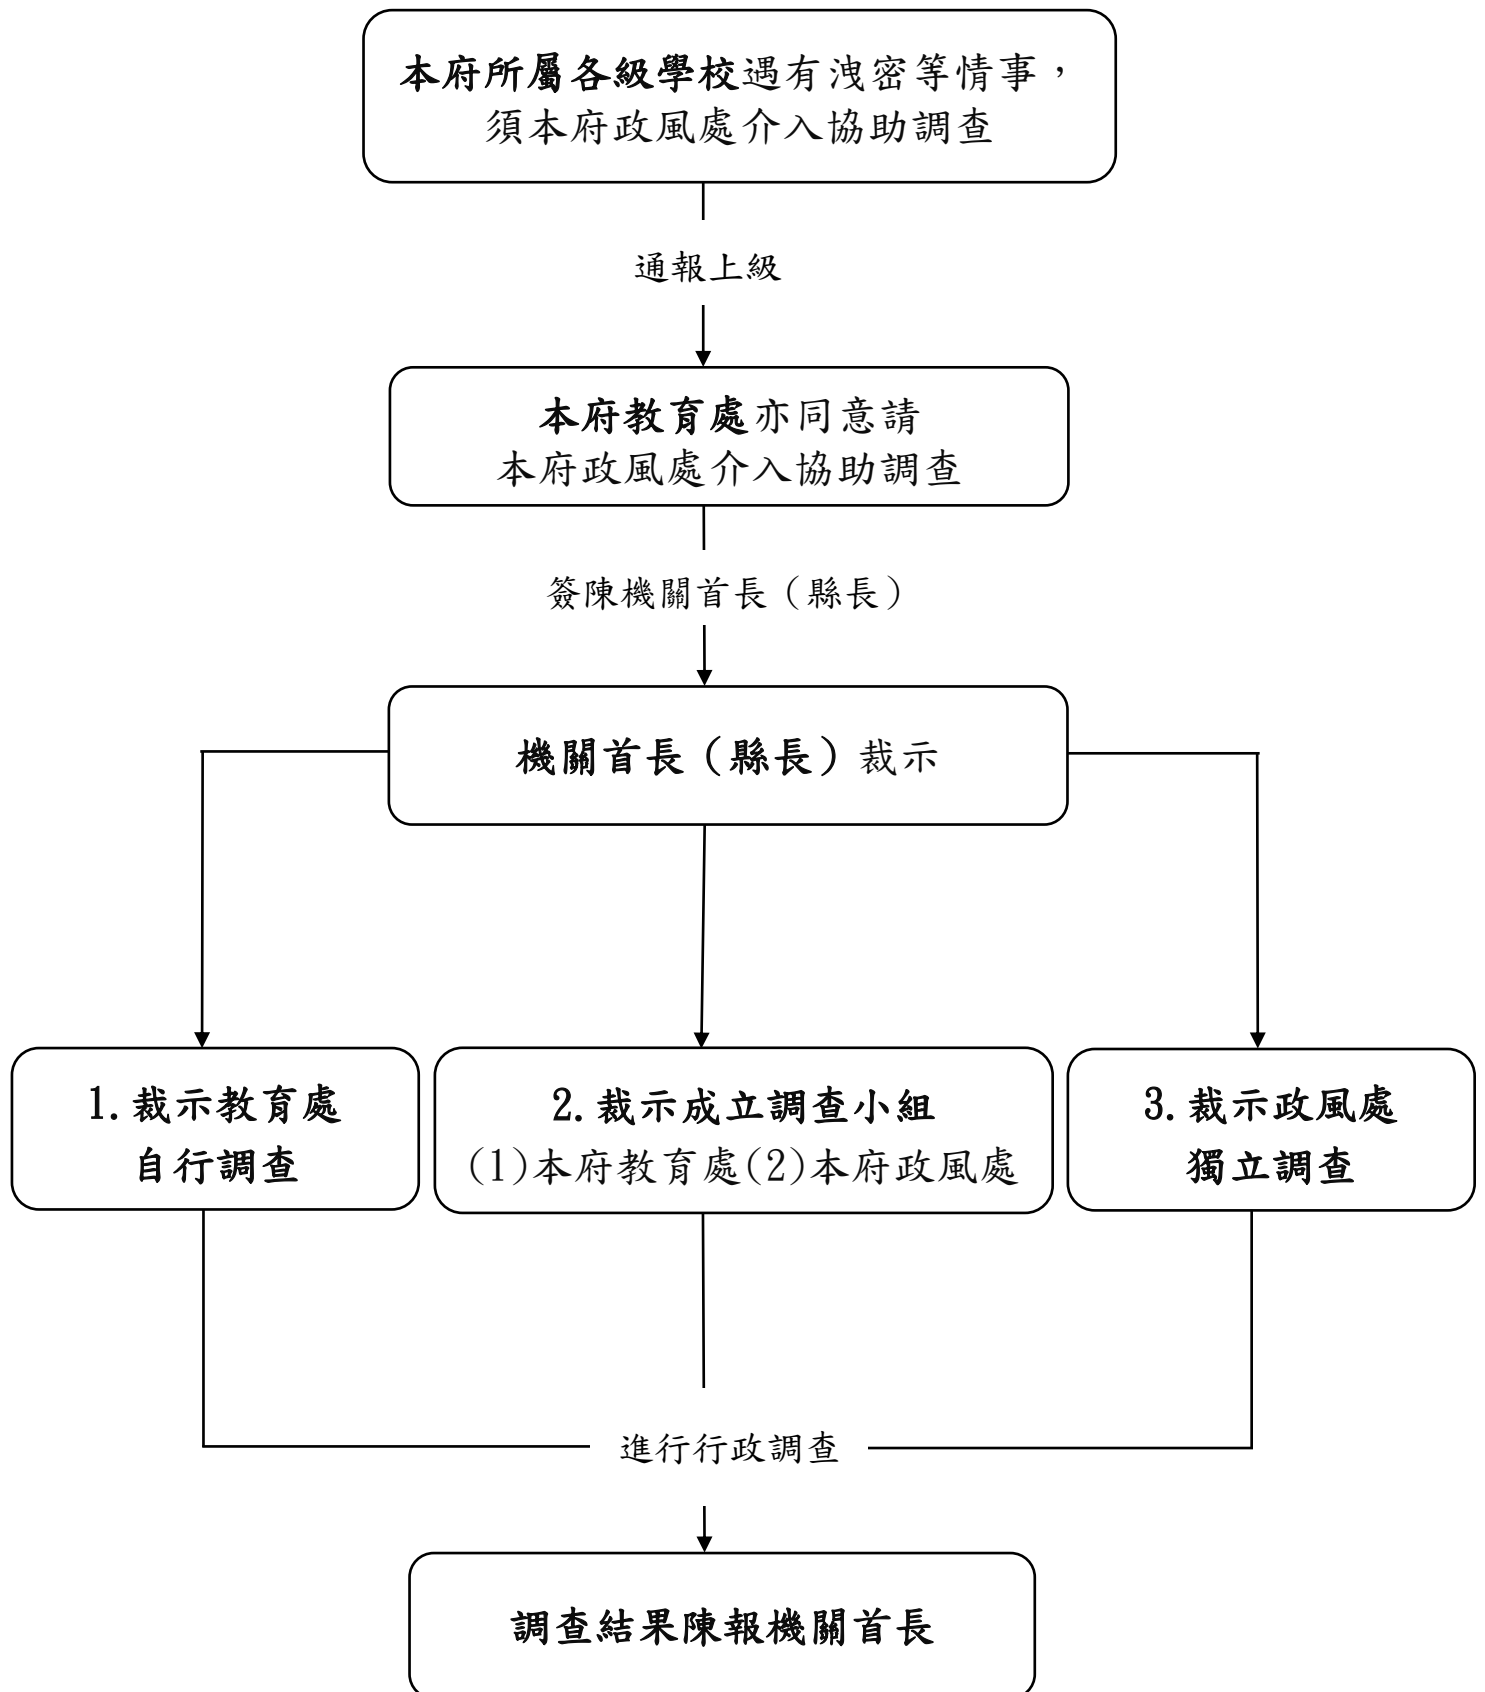 本府所屬各級學校遇有洩密等情事，
須本府政風處介入協助調查
通報上級
本府教育處亦同意請
本府政風處介入協助調查
簽陳機關首長（縣長）
機關首長（縣長）裁示
1.裁示教育處
自行調查
2.裁示成立調查小組
(1)本府教育處(2)本府政風處
3.裁示政風處
獨立調查
進行行政調查
調查結果陳報機關首長